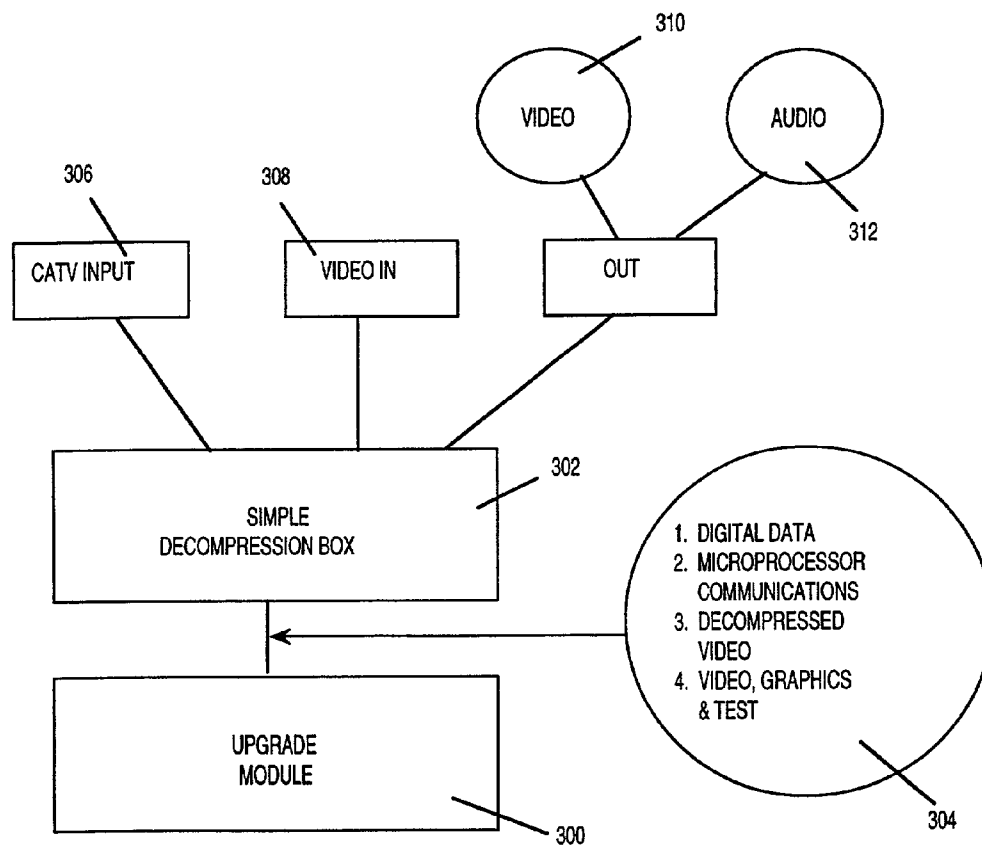 310
VIDEO
AUDIO
306
308
312
CATV INPUT
VIDEO IN
OUT
302
SIMPLE
DECOMPRESSION BOX
1. DIGITAL DATA
2. MICROPROCESSOR
COMMUNICATIONS
3. DECOMPRESSED
VIDEO
4. VIDEO, GRAPHICS
& TEST
UPGRADE
MODULE
304
300